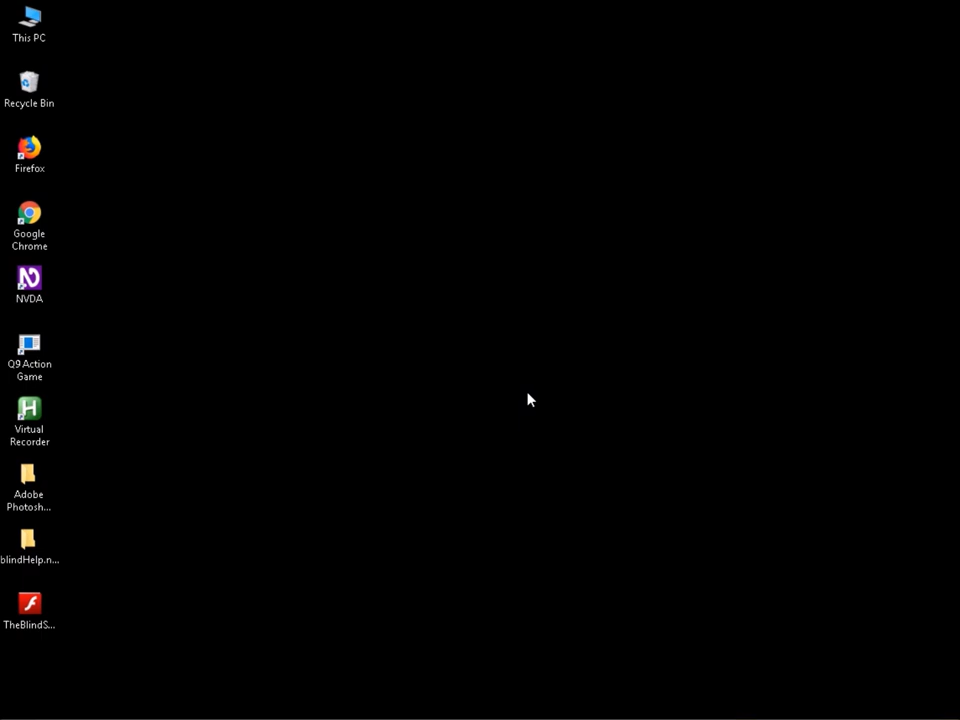 This PC
Recycle Bin
Firefox
Google
Chrome
NVDA
Q9 Action
Game
Virtual
Recorder
Adobe
Photosh...
blindHelp.n...
TheBlindS...